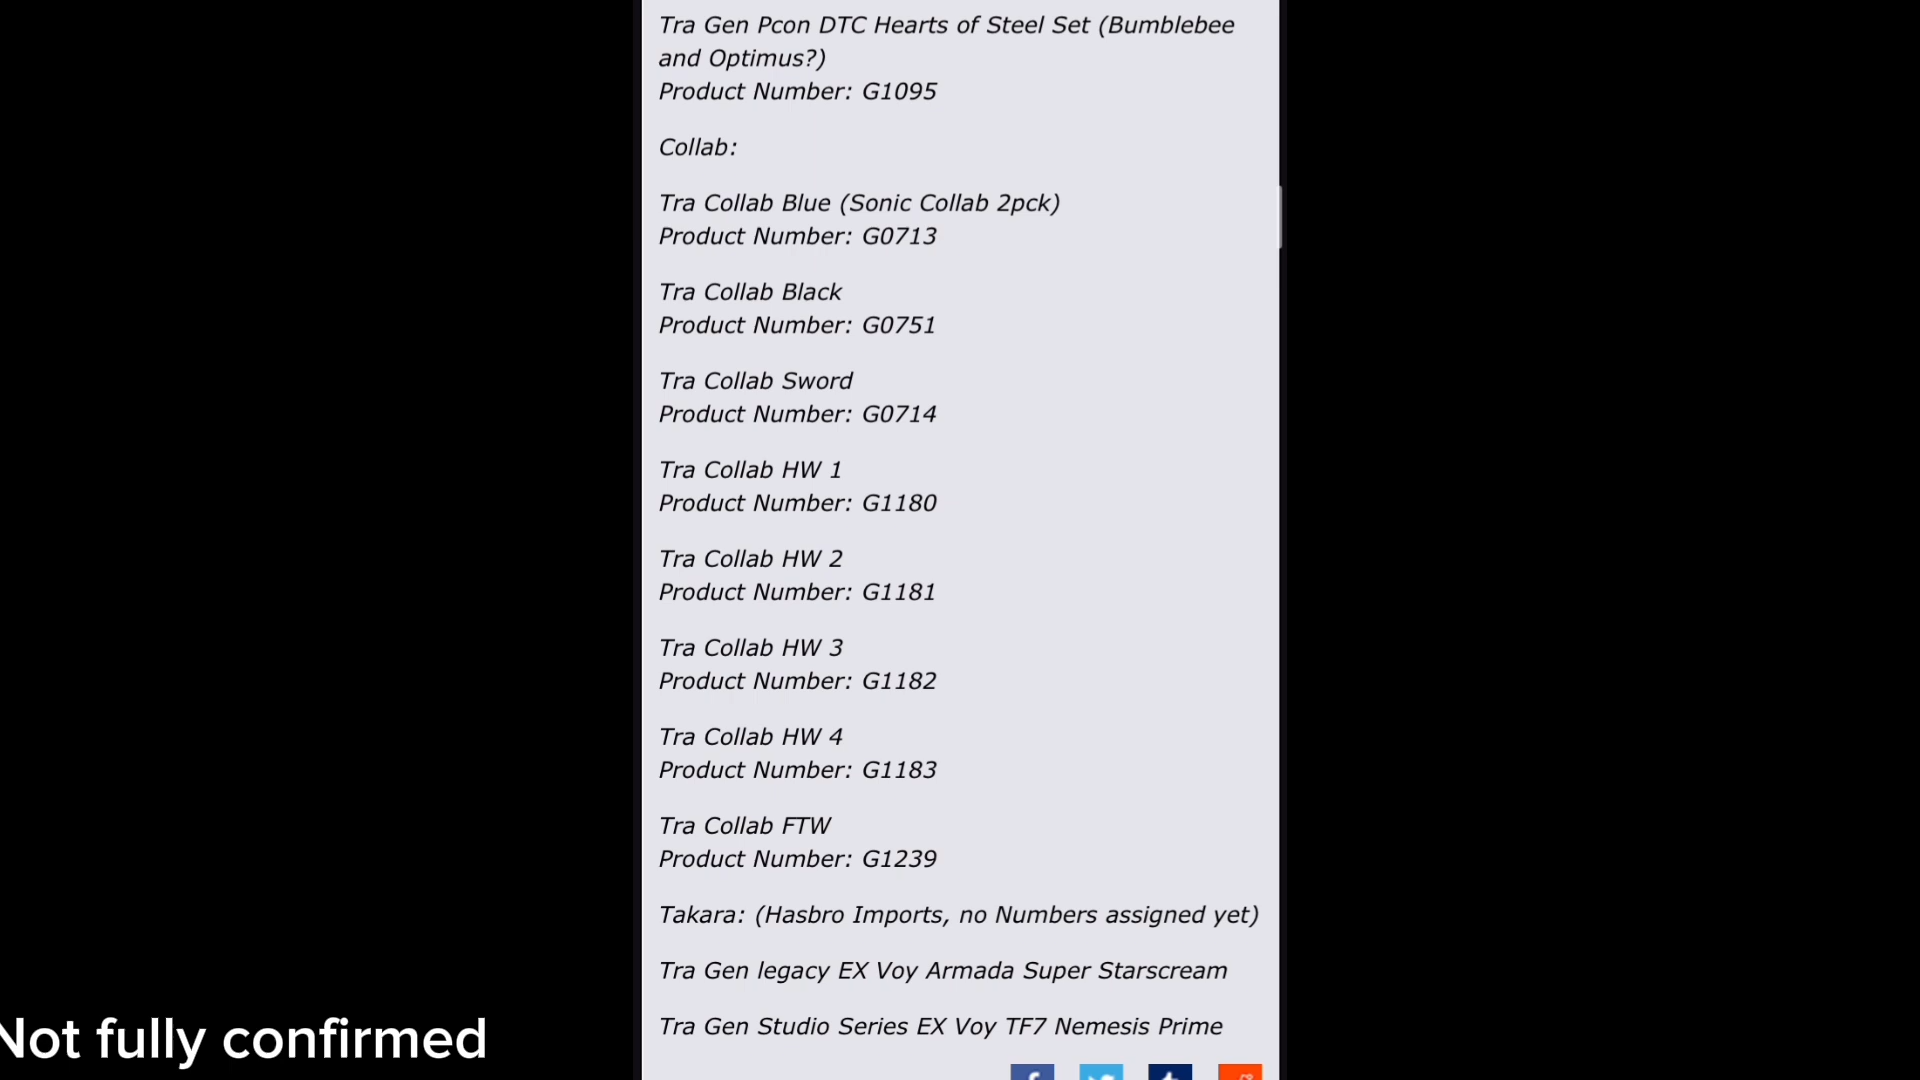 Tra Gen Pcon DTC Hearts of Steel Set (Bumblebee
and Optimus?)
Product Number: G1095
Collab:
Tra Collab Blue (Sonic Collab 2pck)
Product Number: G0713
Tra Collab Black
Product Number: G0751
Tra Collab Sword
Product Number: G0714
Tra Collab HW 1
Product Number: G1180
Tra Collab HW 2
Product Number: G1181
Tra Collab HW 3
Product Number: G1182
Tra Collab HW 4
Product Number: G1183
Tra Collab FTW
Product Number: G1239
Takara: (Hasbro Imports, no Numbers assigned yet)
Tra Gen legacy EX Voy Armada Super Starscream
Tra Gen Studio Series EX Voy TF7 Nemesis Prime
Not fully confirmed